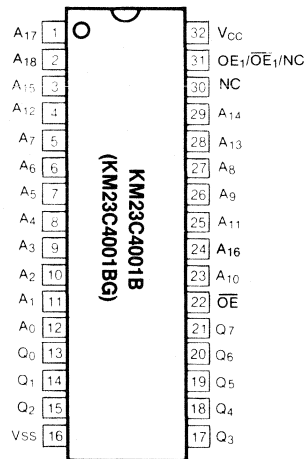 A17 1 32 VCC
A18 2 31 OE1/O̅E̅1/NC
A15 3 30 NC
A12 4 29 A14
A7 5 28 A13
A6 6 27 A8
A5 7 26 A9
A4 8 25 A11
A3 9 24 A16
A2 10 23 A10
A1 11 22 O̅E̅
A0 12 21 Q7
Q0 13 20 Q6
Q1 14 19 Q5
Q2 15 18 Q4
VSS 16 17 Q3
KM23C4001B
(KM23C4001BG)